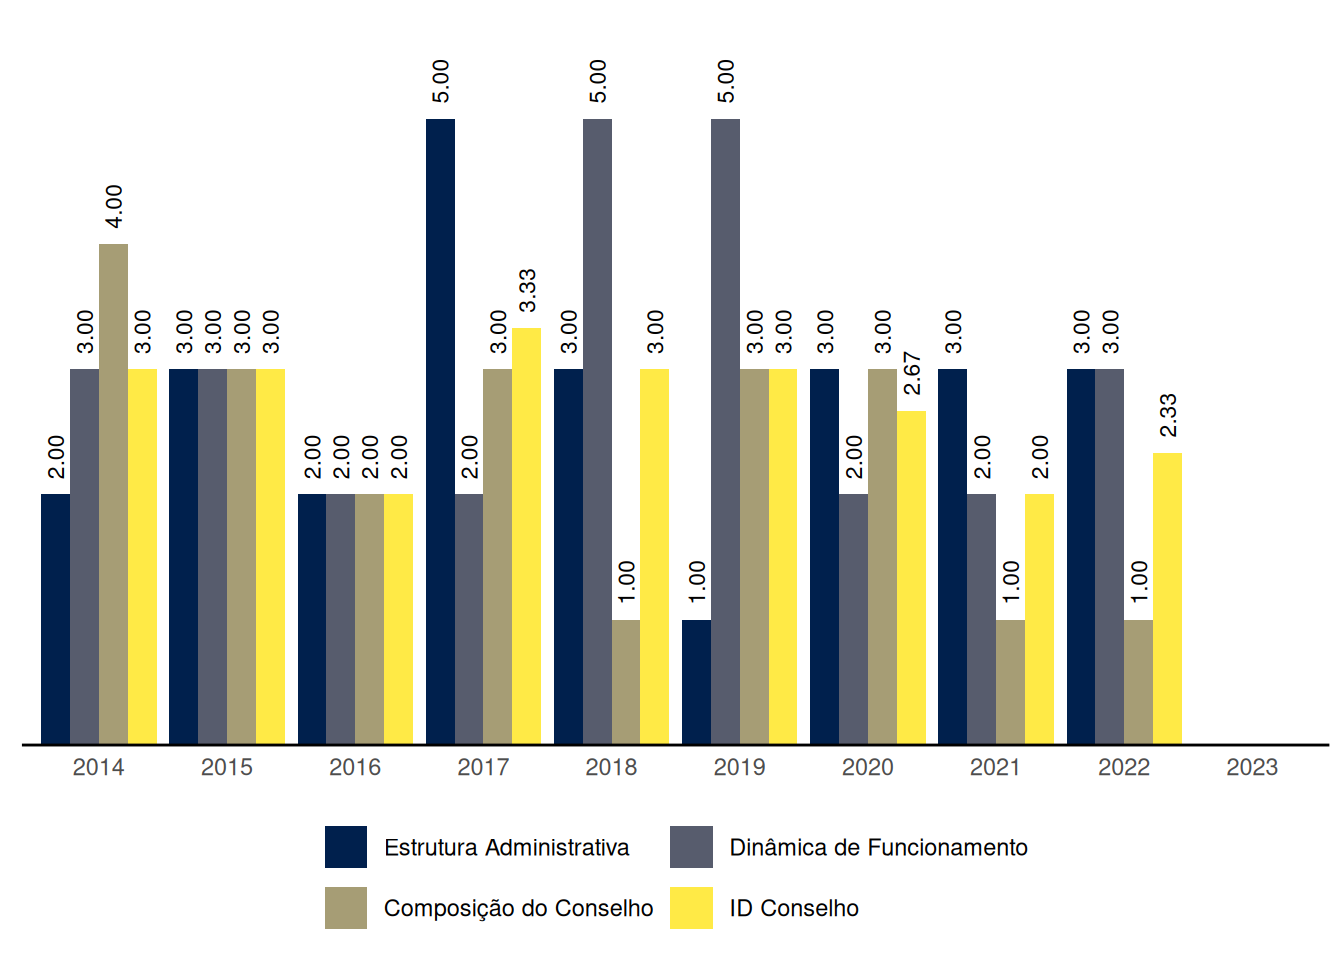 5.00 5.00 5.00
4.00
3.33
3.00 3.00 3.00 3.00 3.00 3.00 3.00 3.00 3.00 3.00 3.00 3.00 3.00 3.00 3.00 3.00 3.00
2.67
2.33
2.00 2.00 2.00 2.00 2.00 2.00 2.00 2.00 2.00
1.00 1.00 1.00 1.00
2014 2015 2016 2017 2018 2019 2020 2021 2022 2023
Estrutura Administrativa Dinâmica de Funcionamento
Composição do Conselho ID Conselho